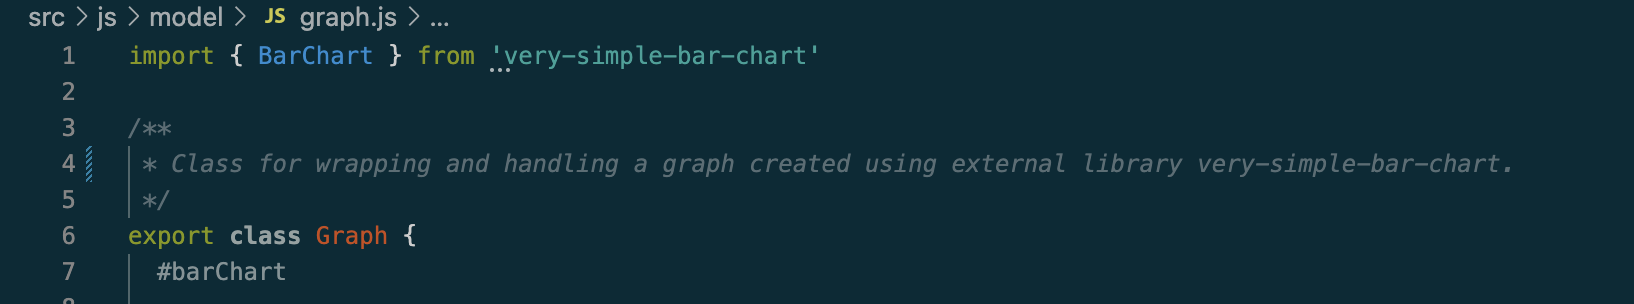 src > js > model > JS graph.js > ...
1 import { BarChart } from 'very-simple-bar-chart'
2
3 /**
4 * Class for wrapping and handling a graph created using external library very-simple-bar-chart.
5 */
6 export class Graph {
7 #barChart